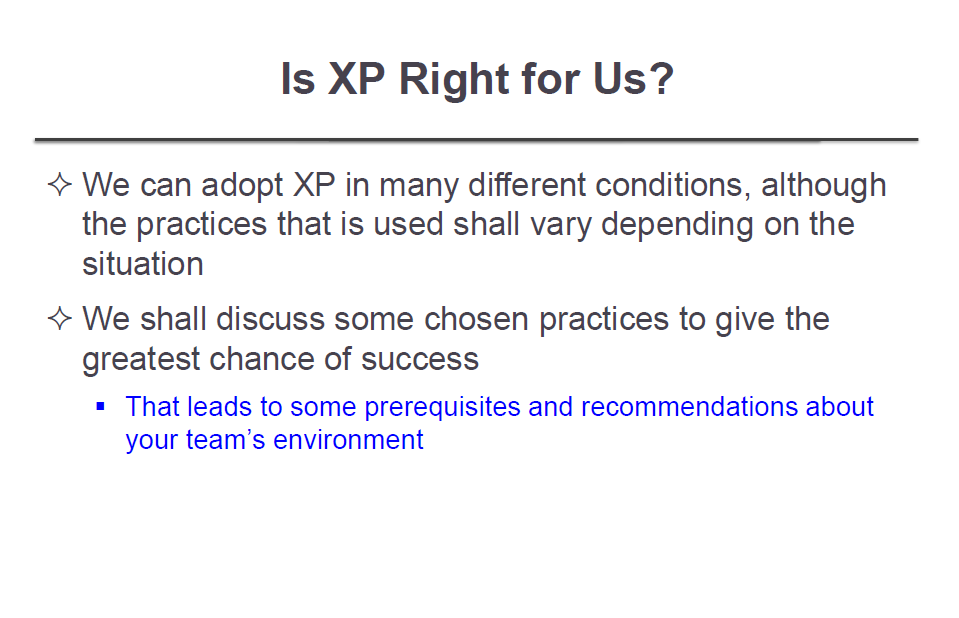 Is XP Right for Us?
We can adopt XP in many different conditions, although
the practices that is used shall vary depending on the
situation
We shall discuss some chosen practices to give the
greatest chance of success
That leads to some prerequisites and recommendations about
your team’s environment